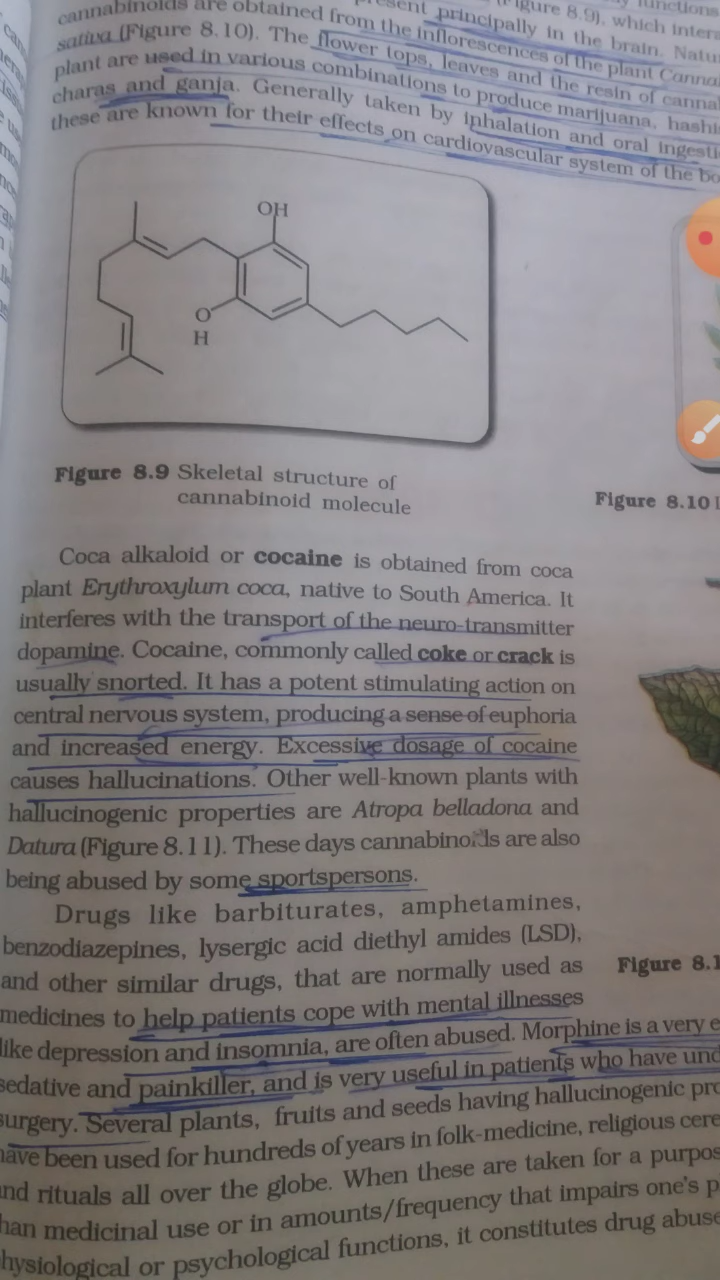 cannabinoids are obtained from the inflorescences of the plant
principally in the brain.
(Figure 8.9), which
functions
sativa (Figure 8.10). The flower tops, leaves and the resin of
plant are used in various combinations to produce marijuana,
charas and ganja. Generally taken by inhalation and oral
these are known for their effects on cardiovascular system of the
OH
O
H
Figure 8.9 Skeletal structure of
cannabinoid molecule
Figure 8.10
Coca alkaloid or cocaine is obtained from coca
plant Erythroxylum coca, native to South America. It
interferes with the transport of the neuro-transmitter
dopamine. Cocaine, commonly called coke or crack is
usually snorted. It has a potent stimulating action on
central nervous system, producing a sense of euphoria
and increased energy. Excessive dosage of cocaine
causes hallucinations. Other well-known plants with
hallucinogenic properties are Atropa belladona and
Datura (Figure 8.11). These days cannabinoids are also
being abused by some sportspersons.
Drugs like barbiturates, amphetamines,
benzodiazepines, lysergic acid diethyl amides (LSD),
and other similar drugs, that are normally used as
medicines to help patients cope with mental illnesses
like depression and insomnia, are often abused. Morphine is a very
sedative and painkiller, and is very useful in patients who have
surgery. Several plants, fruits and seeds having hallucinogenic
have been used for hundreds of years in folk-medicine, religious
and rituals all over the globe. When these are taken for a
than medicinal use or in amounts/frequency that impairs one's
physiological or psychological functions, it constitutes drug
Figure 8.1